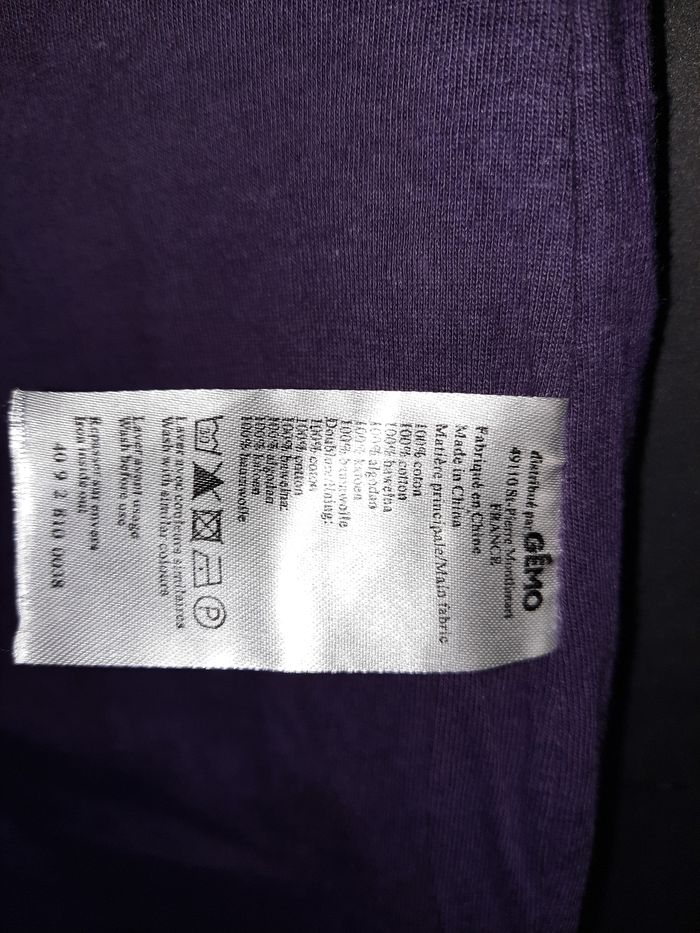 distribué par GÉMO
49110 St-Pierre Montlimart
FRANCE
Fabriqué en Chine
Made in China
Matière principale/Main fabric
100% coton
100% cotton
100% bawełna
100% algodão
100% katoen
100% baumwolle
Doublure/lining:
100% coton
100% cotton
100% bawełna
100% algodão
100% katoen
100% baumwolle
P
Laver avec couleurs similaires
Wash with similar colours
Laver avant usage
Wash before use
Repasser sur envers
Iron inside out
40 9 2 810 0038